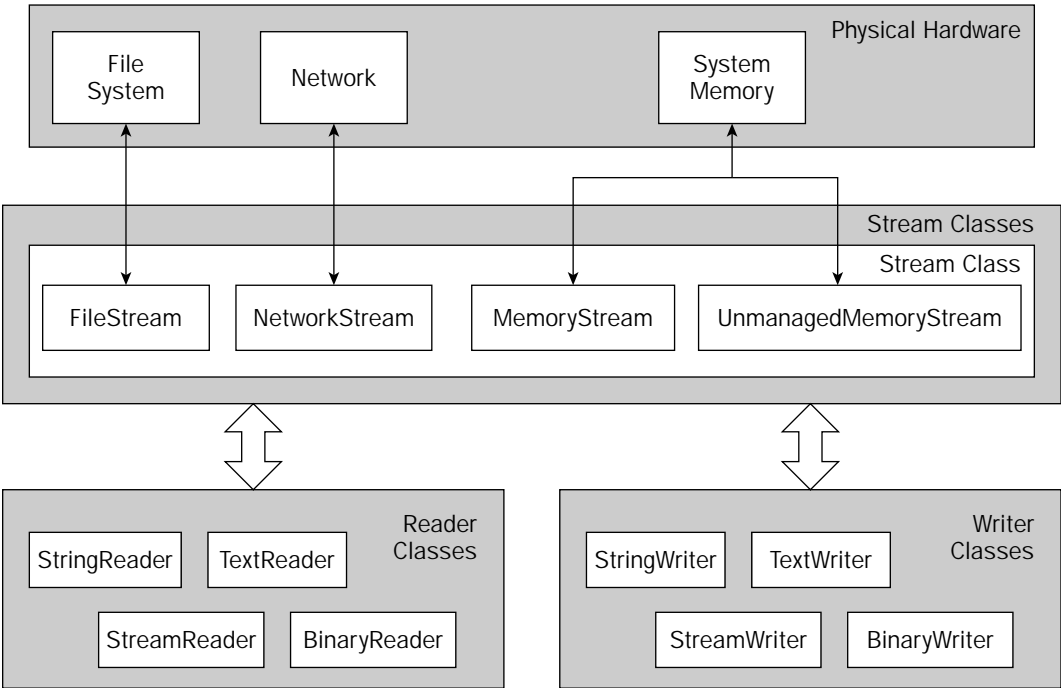 Physical Hardware
File
System
Network
System
Memory
Stream Classes
Stream Class
FileStream
NetworkStream
MemoryStream
UnmanagedMemoryStream
Reader
Classes
StringReader
TextReader
StreamReader
BinaryReader
Writer
Classes
StringWriter
TextWriter
StreamWriter
BinaryWriter